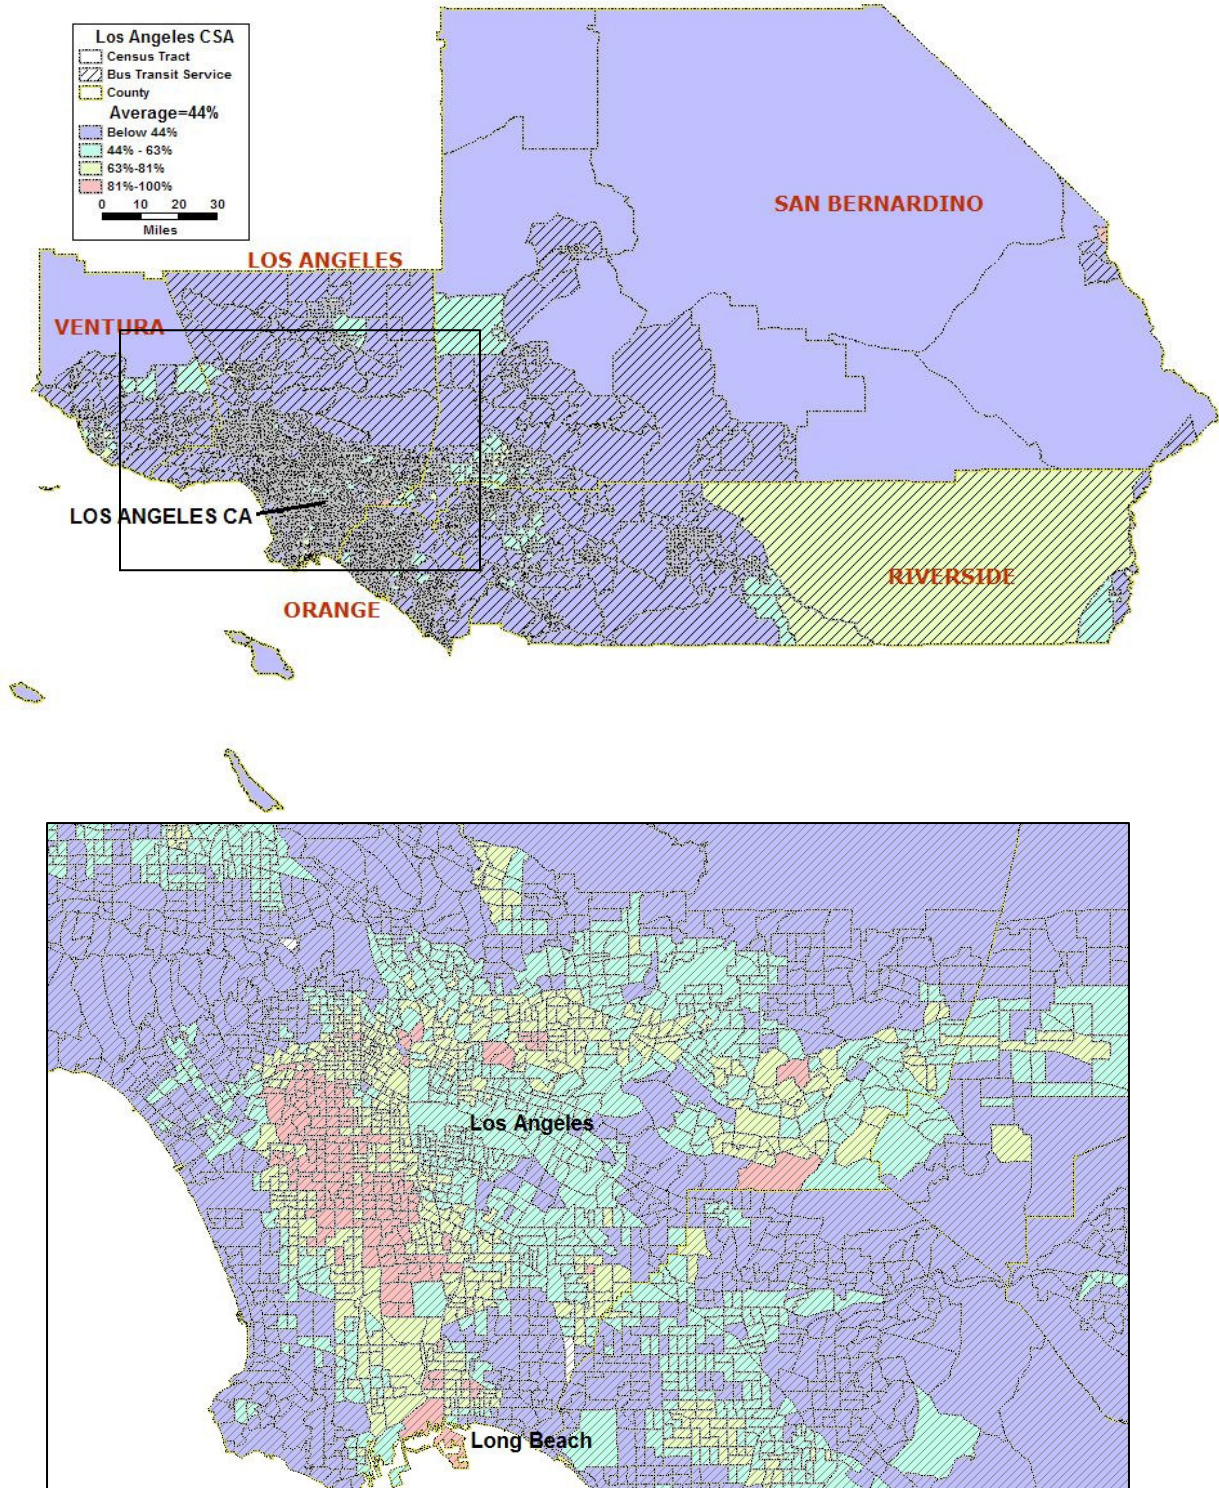 Los Angeles CSA
Census Tract
Bus Transit Service
County
Average=44%
Below 44%
44% - 63%
63%-81%
81%-100%
0 10 20 30
Miles
SAN BERNARDINO
LOS ANGELES
VENTURA
LOS ANGELES CA
RIVERSIDE
ORANGE
Los Angeles
Long Beach